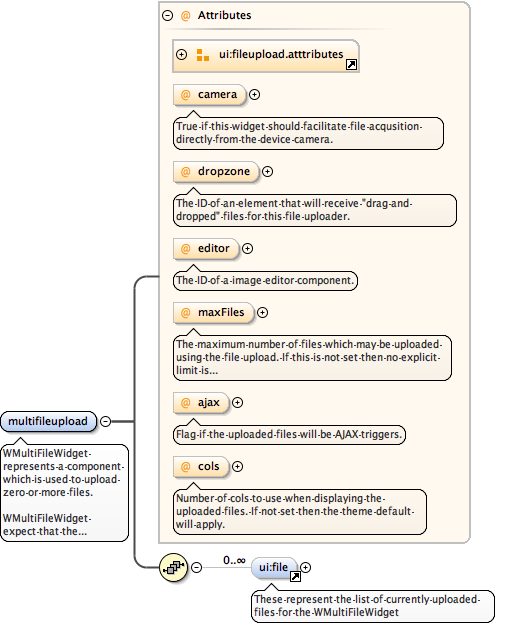 @ Attributes
ui:fileupload.atttributes
@ camera
True·if·this·widget·should·facilitate·file·acqusition·
directly·from·the·device·camera.
@ dropzone
The·ID·of·an·element·that·will·receive·"drag·and·
dropped"·files·for·this·file·uploader.
@ editor
The·ID·of·a·image·editor·component.
@ maxFiles
The·maximum·number·of·files·which·may·be·uploaded·
using·the·file·upload.·If·this·is·not·set·then·no·explicit·
limit·is...
@ ajax
Flag·if·the·uploaded·files·will·be·AJAX·triggers.
@ cols
Number·of·cols·to·use·when·displaying·the·
uploaded·files.·If·not·set·then·the·theme·default·
will·apply.
multifileupload
WMultiFileWidget·
represents·a·component·
which·is·used·to·upload·
zero·or·more·files.
WMultiFileWidget·
expect·that·the...
0..∞
ui:file
These·represent·the·list·of·currently·uploaded·
files·for·the·WMultiFileWidget